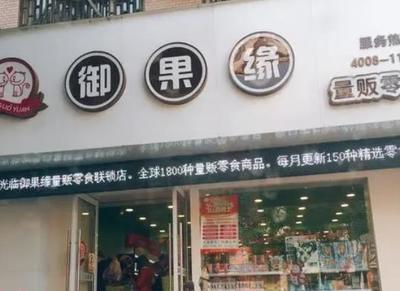 御果缘
服务热
4008-11
量贩零
UO YUAN
光临御果缘量贩零食联锁店。全球1800种量贩零食商品。每月更新150种精选零